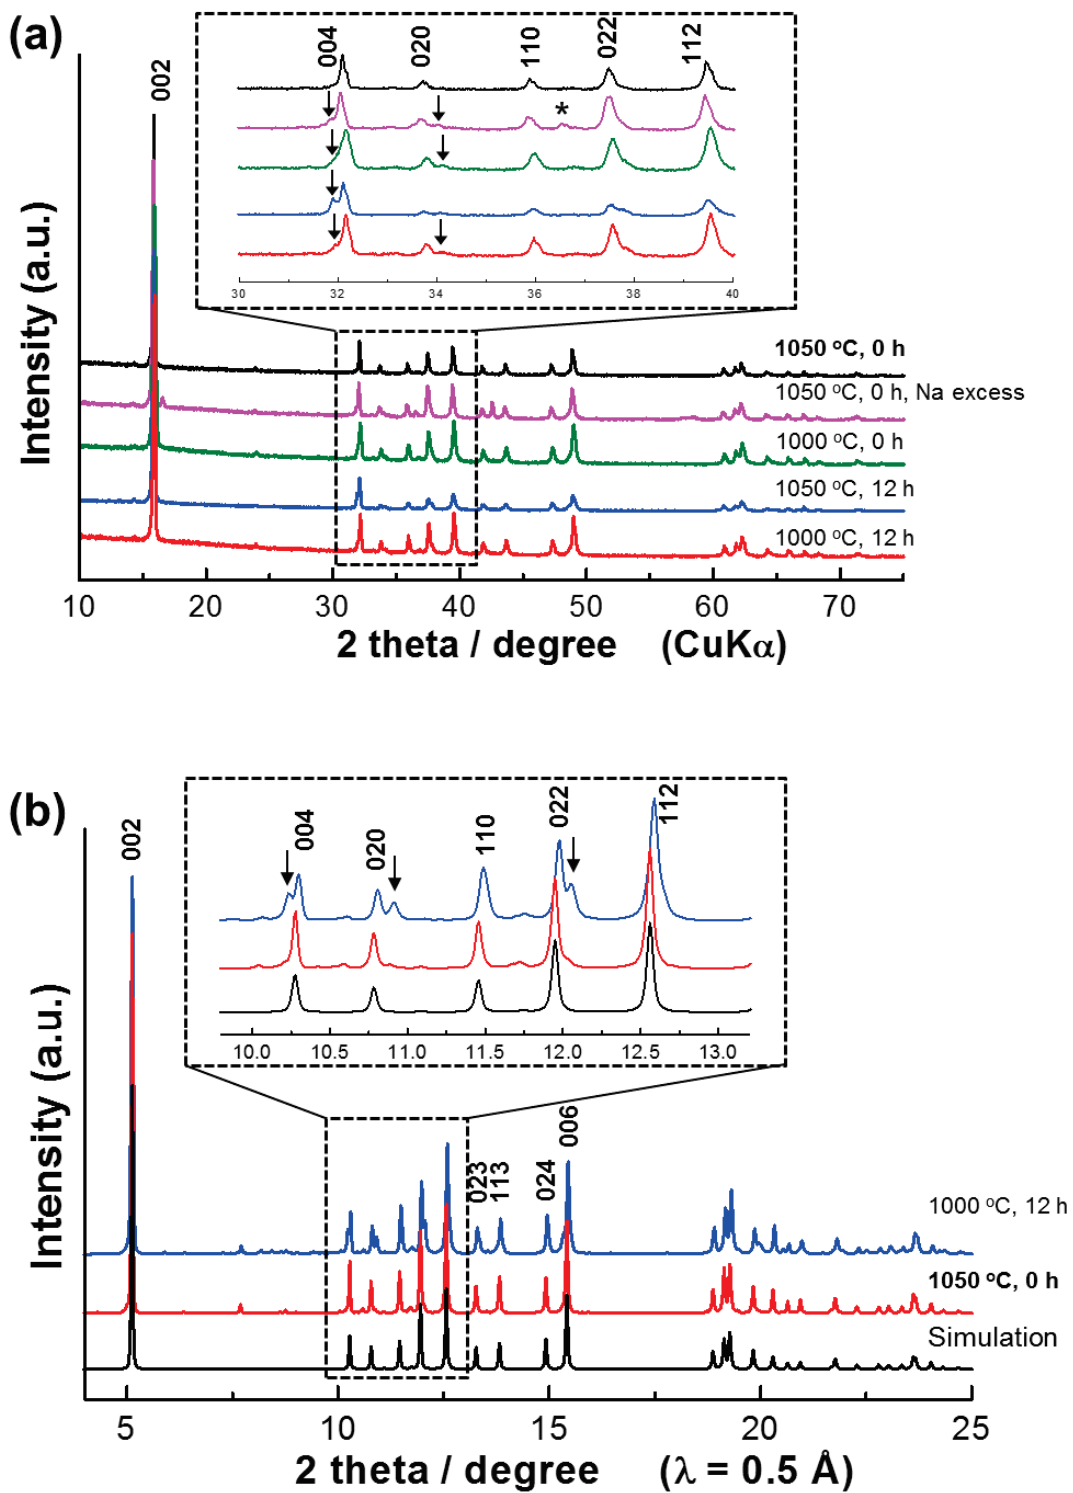 (a)
002
004
020
110
022
112
*
30 32 34 36 38 40
1050 °C, 0 h
1050 °C, 0 h, Na excess
1000 °C, 0 h
1050 °C, 12 h
1000 °C, 12 h
Intensity (a.u.)
10 20 30 40 50 60 70
2 theta / degree (CuKα)
(b)
002
004
020
110
022
112
10.0 10.5 11.0 11.5 12.0 12.5 13.0
023
113
024
006
1000 °C, 12 h
1050 °C, 0 h
Simulation
Intensity (a.u.)
5 10 15 20 25
2 theta / degree (λ = 0.5 Å)